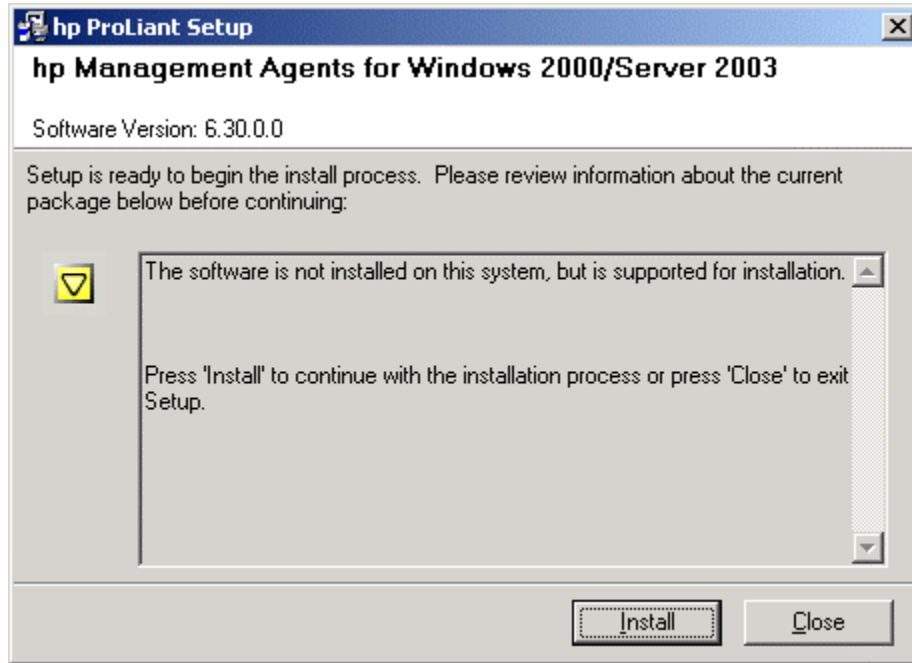 hp ProLiant Setup
hp Management Agents for Windows 2000/Server 2003
Software Version: 6.30.0.0
Setup is ready to begin the install process.  Please review information about the current
package below before continuing:
The software is not installed on this system, but is supported for installation.
Press 'Install' to continue with the installation process or press 'Close' to exit
Setup.
Install
Close